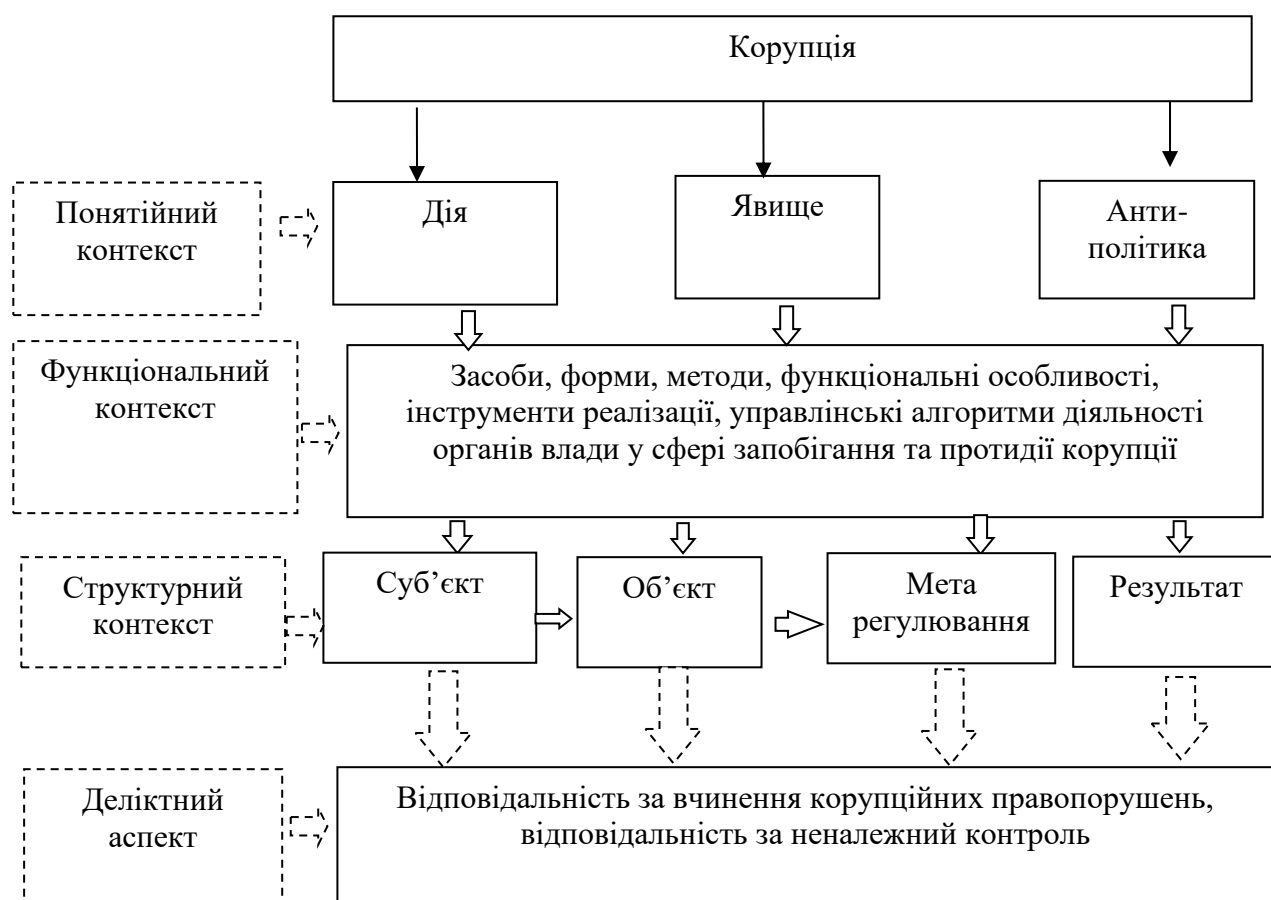 Корупція
Понятійний
контекст
Дія
Явище
Анти-
політика
Функціональний
контекст
Засоби, форми, методи, функціональні особливості,
інструменти реалізації, управлінські алгоритми діяльності
органів влади у сфері запобігання та протидії корупції
Структурний
контекст
Суб’єкт
Об’єкт
Мета
регулювання
Результат
Деліктний
аспект
Відповідальність за вчинення корупційних правопорушень,
відповідальність за неналежний контроль